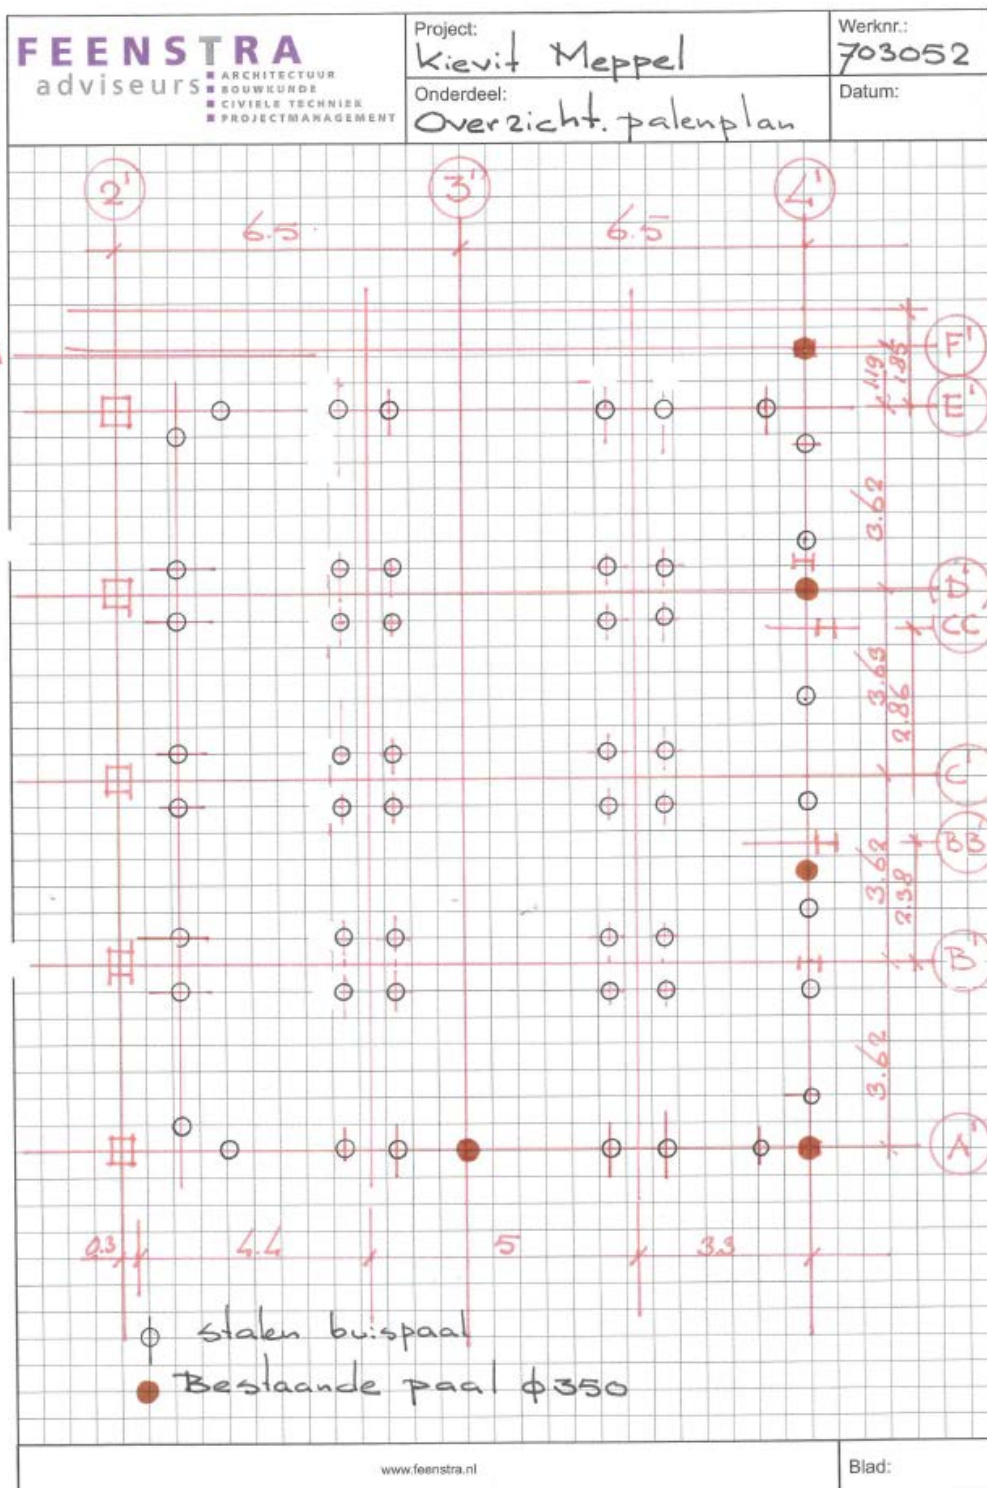 FEENSTRA
adviseurs
ARCHITECTUUR
BOUWKUNDE
CIVIELE TECHNIEK
PROJECTMANAGEMENT
Project:
Kievit Meppel
Werknr.:
703052
Onderdeel:
Overzicht. palenplan
Datum:
2' 3' 4'
6.5 6.5
F'
1.19 1.85
E'
3.62
D'
CC'
3.63
2.86
C'
BB'
3.62
2.38
B'
3.62
A'
0.3 4.4 5 3.3
stalen buispaal
Bestaande paal ϕ350
www.feenstra.nl
Blad: